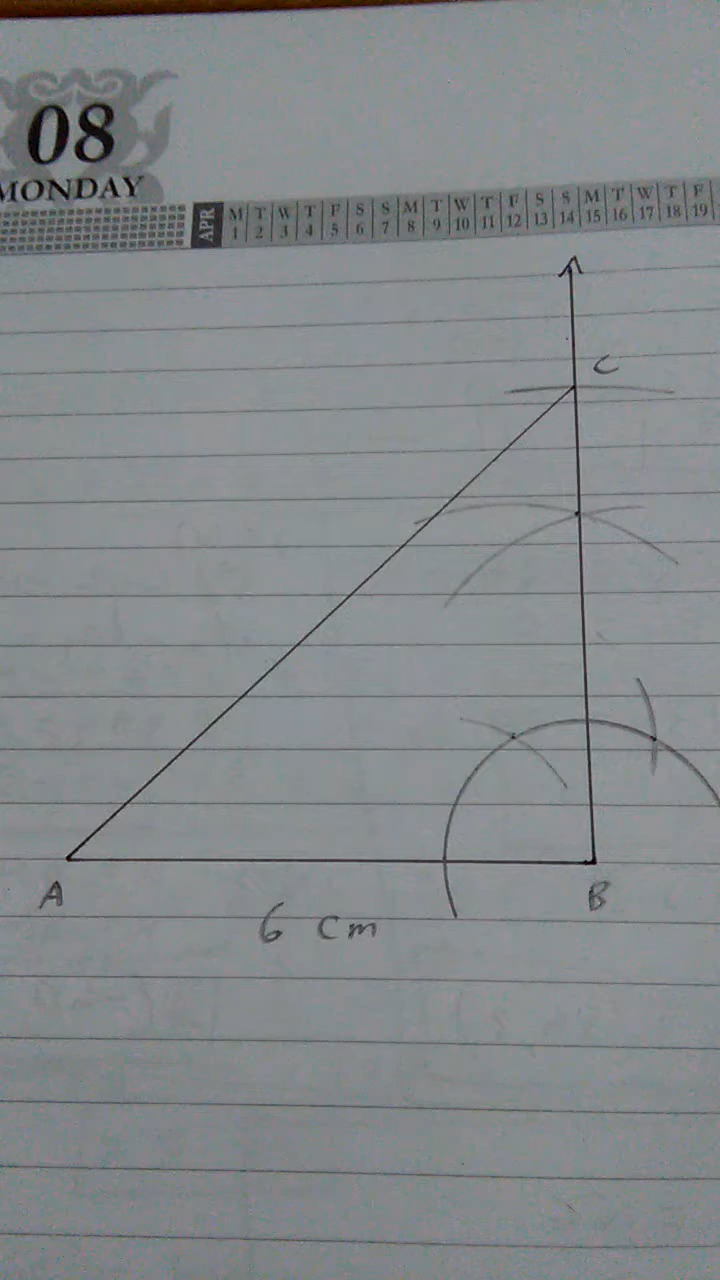 08
MONDAY
APR M T W T F S S M T W T F S S M T W T F
1 2 3 4 5 6 7 8 9 10 11 12 13 14 15 16 17 18 19
C
A B
6 cm